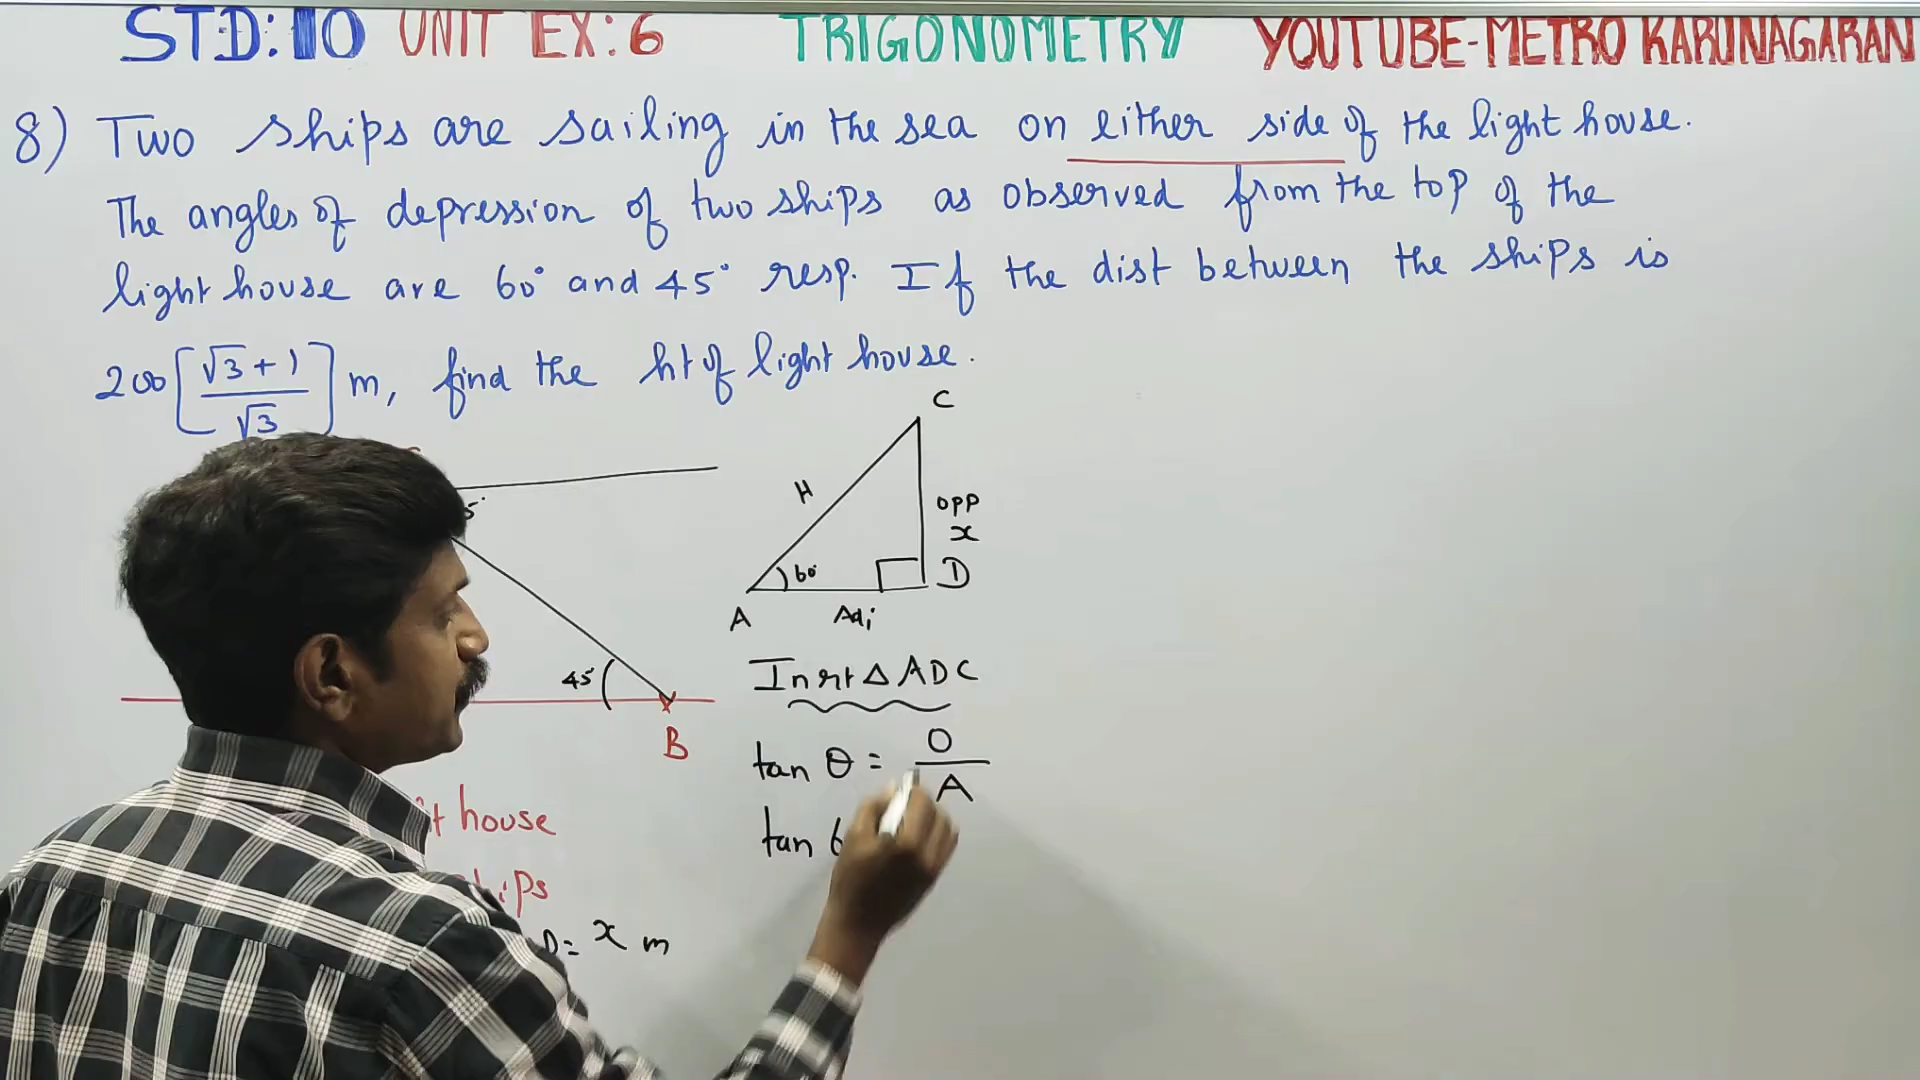 STD:10 UNIT EX:6 TRIGONOMETRY YOUTUBE-METRO KARUNAGARAN
8) Two ships are sailing in the sea on either side of the light house.
The angles of depression of two ships as observed from the top of the
light house are 60° and 45° resp. If the dist between the ships is
200 [√3+1 / √3] m, find the ht of light house.
C
H
opp
x
60°
D
A
Adj
45°
B
In rt Δ ADC
tan θ = O/A
tan 6
house
D= x m